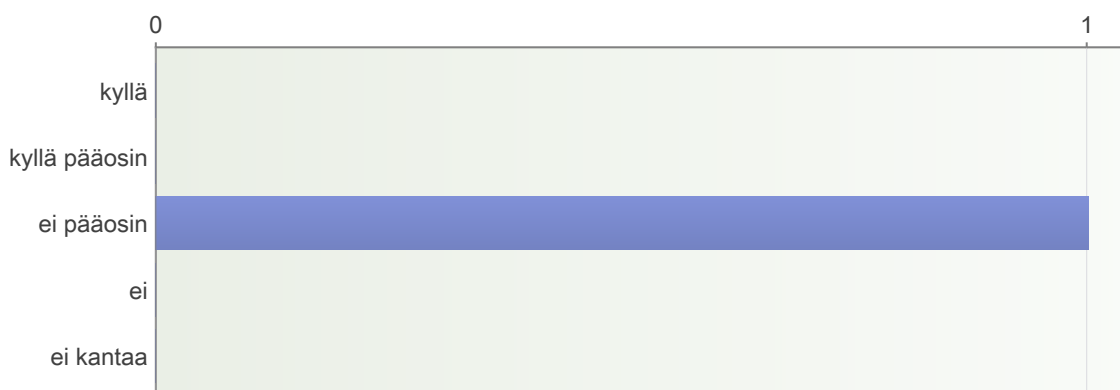 0 1
kyllä
kyllä pääosin
ei pääosin
ei
ei kantaa